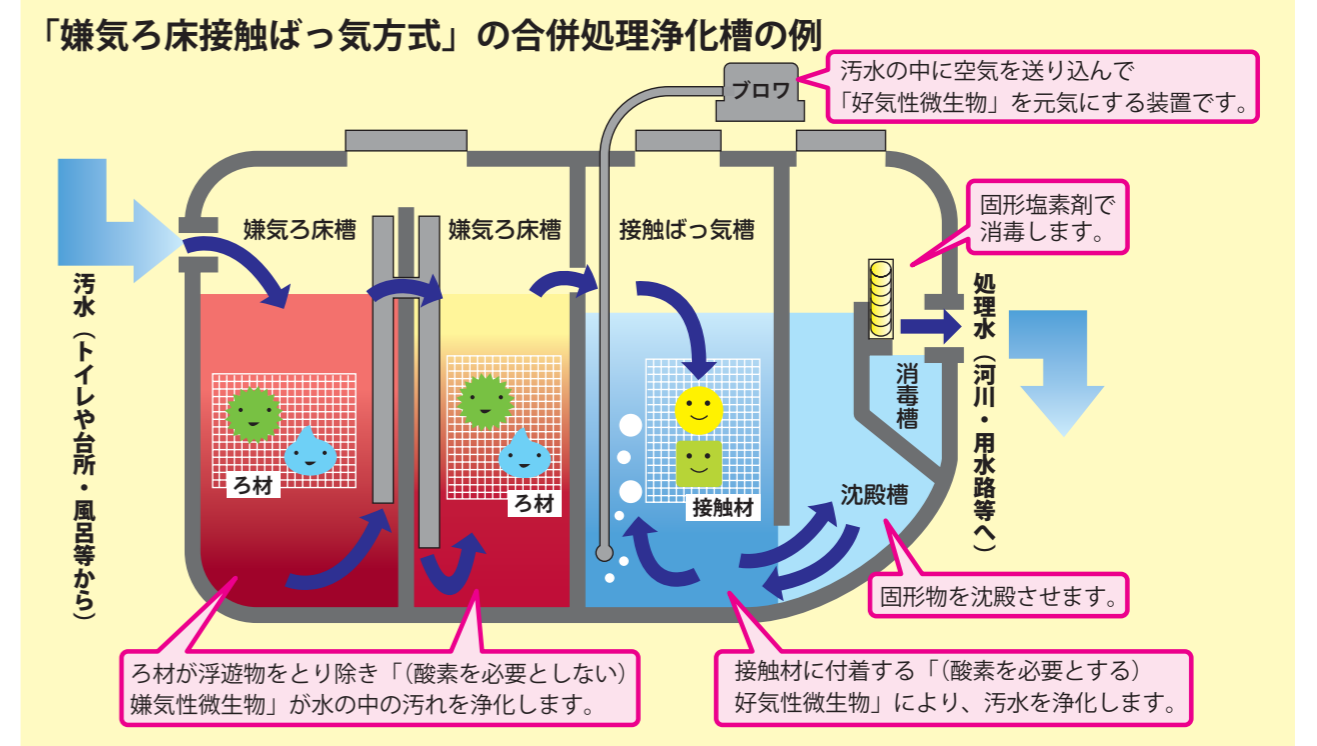 「嫌気ろ床接触ばっ気方式」の合併処理浄化槽の例
ブロワ
汚水の中に空気を送り込んで
「好気性微生物」を元気にする装置です。
固形塩素剤で
消毒します。
嫌気ろ床槽
嫌気ろ床槽
接触ばっ気槽
汚水（トイレや台所・風呂等から）
処理水（河川・用水路等へ）
消毒槽
ろ材
ろ材
接触材
沈殿槽
固形物を沈殿させます。
ろ材が浮遊物をとり除き「（酸素を必要としない）
嫌気性微生物」が水の中の汚れを浄化します。
接触材に付着する「（酸素を必要とする）
好気性微生物」により、汚水を浄化します。